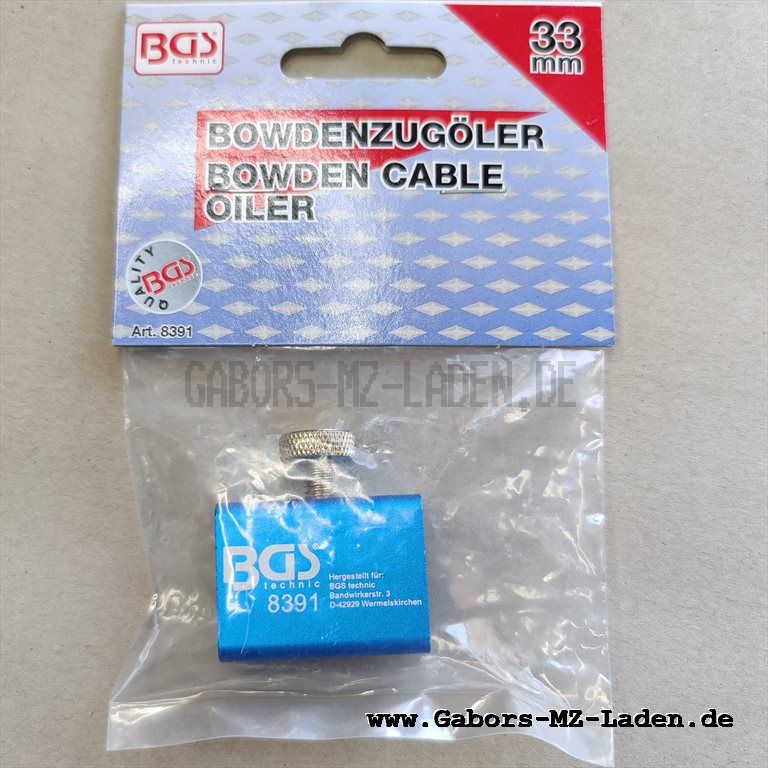 BGS
technic
33
mm
BOWDENZUGÖLER
BOWDEN CABLE
OILER
QUALITY
BGS
technic
Art. 8391
GABORS-MZ-LADEN.DE
BGS
technic
8391
Hergestellt für:
BGS technic
Bandwirkerstr. 3
D-42929 Wermelskirchen
www.Gabors-MZ-Laden.de